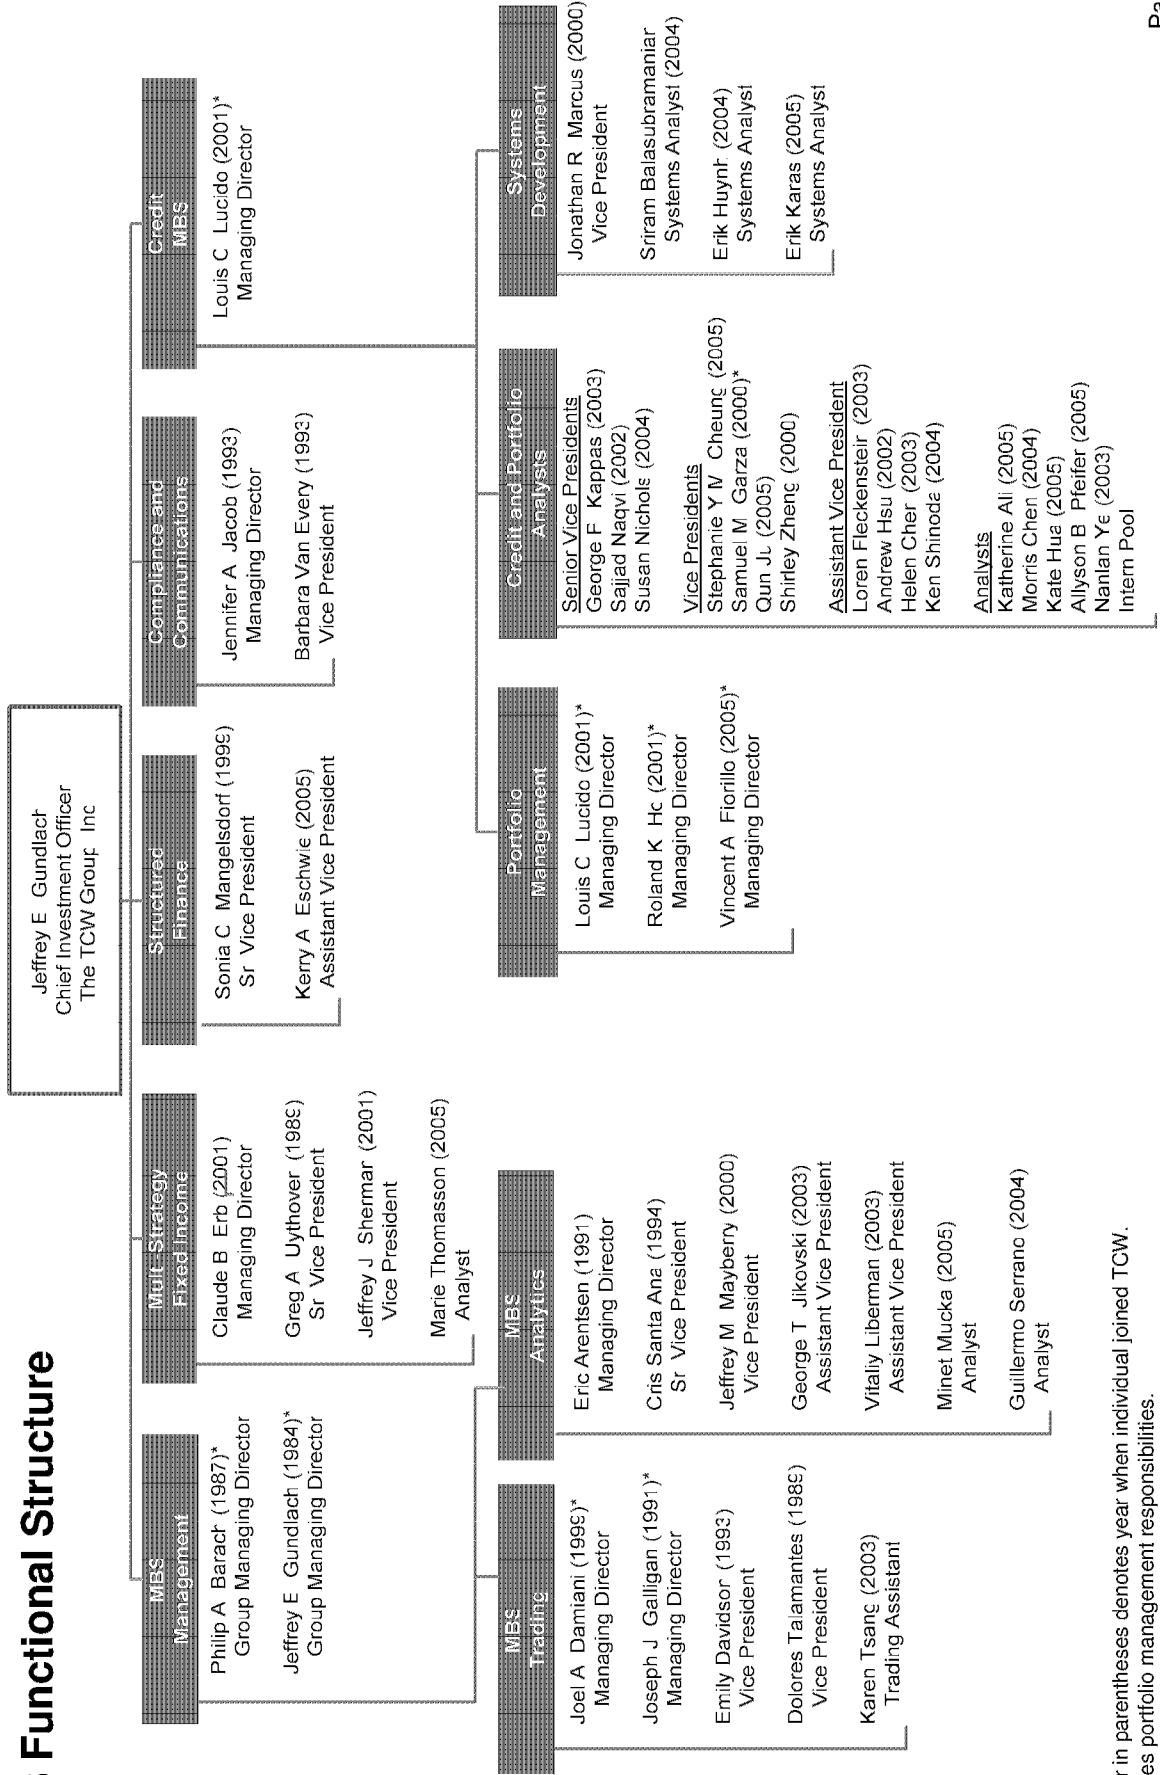 Functional Structure
Jeffrey E Gundlach
Chief Investment Officer
The TCW Group Inc
MBS
Management
Philip A Barach (1987)*
Group Managing Director
Jeffrey E Gundlach (1984)*
Group Managing Director
Multi-Strategy
Fixed Income
Claude B Erb (2001)
Managing Director
Greg A Uythoven (1989)
Sr Vice President
Jeffrey J Sherman (2001)
Vice President
Marie Thomasson (2005)
Analyst
Structured
Finance
Sonia C Mangelsdorf (1999)
Sr Vice President
Kerry A Eschwie (2005)
Assistant Vice President
Compliance and
Communications
Jennifer A Jacob (1993)
Managing Director
Barbara Van Every (1993)
Vice President
Credit
MBS
Louis C Lucido (2001)*
Managing Director
MBS
Trading
Joel A Damiani (1999)*
Managing Director
Joseph J Galligan (1991)*
Managing Director
Emily Davidson (1993)
Vice President
Dolores Talamantes (1989)
Vice President
Karen Tsang (2003)
Trading Assistant
MBS
Analytics
Eric Arentsen (1991)
Managing Director
Cris Santa Ana (1994)
Sr Vice President
Jeffrey M Mayberry (2000)
Vice President
George T Jikovski (2003)
Assistant Vice President
Vitaliy Liberman (2003)
Assistant Vice President
Minet Mucka (2005)
Analyst
Guillermo Serrano (2004)
Analyst
Portfolio
Management
Louis C Lucido (2001)*
Managing Director
Roland K Ho (2001)*
Managing Director
Vincent A Fiorillo (2005)*
Managing Director
Credit and Portfolio
Analysts
Senior Vice Presidents
George F Kappas (2003)
Sajjad Naqvi (2002)
Susan Nichols (2004)
Vice Presidents
Stephanie Y M Cheung (2005)
Samuel M Garza (2000)*
Qun Ju (2005)
Shirley Zheng (2000)
Assistant Vice President
Loren Fleckenstein (2003)
Andrew Hsu (2002)
Helen Chen (2003)
Ken Shinoda (2004)
Analysts
Katherine Ali (2005)
Morris Chen (2004)
Kate Hua (2005)
Allyson B Pfeifer (2005)
Nanlan Ye (2003)
Intern Pool
Systems
Development
Jonathan R Marcus (2000)
Vice President
Sriram Balasubramanian
Systems Analyst (2004)
Erik Huynh (2004)
Systems Analyst
Erik Karas (2005)
Systems Analyst
in parentheses denotes year when individual joined TCW.
portfolio management responsibilities.